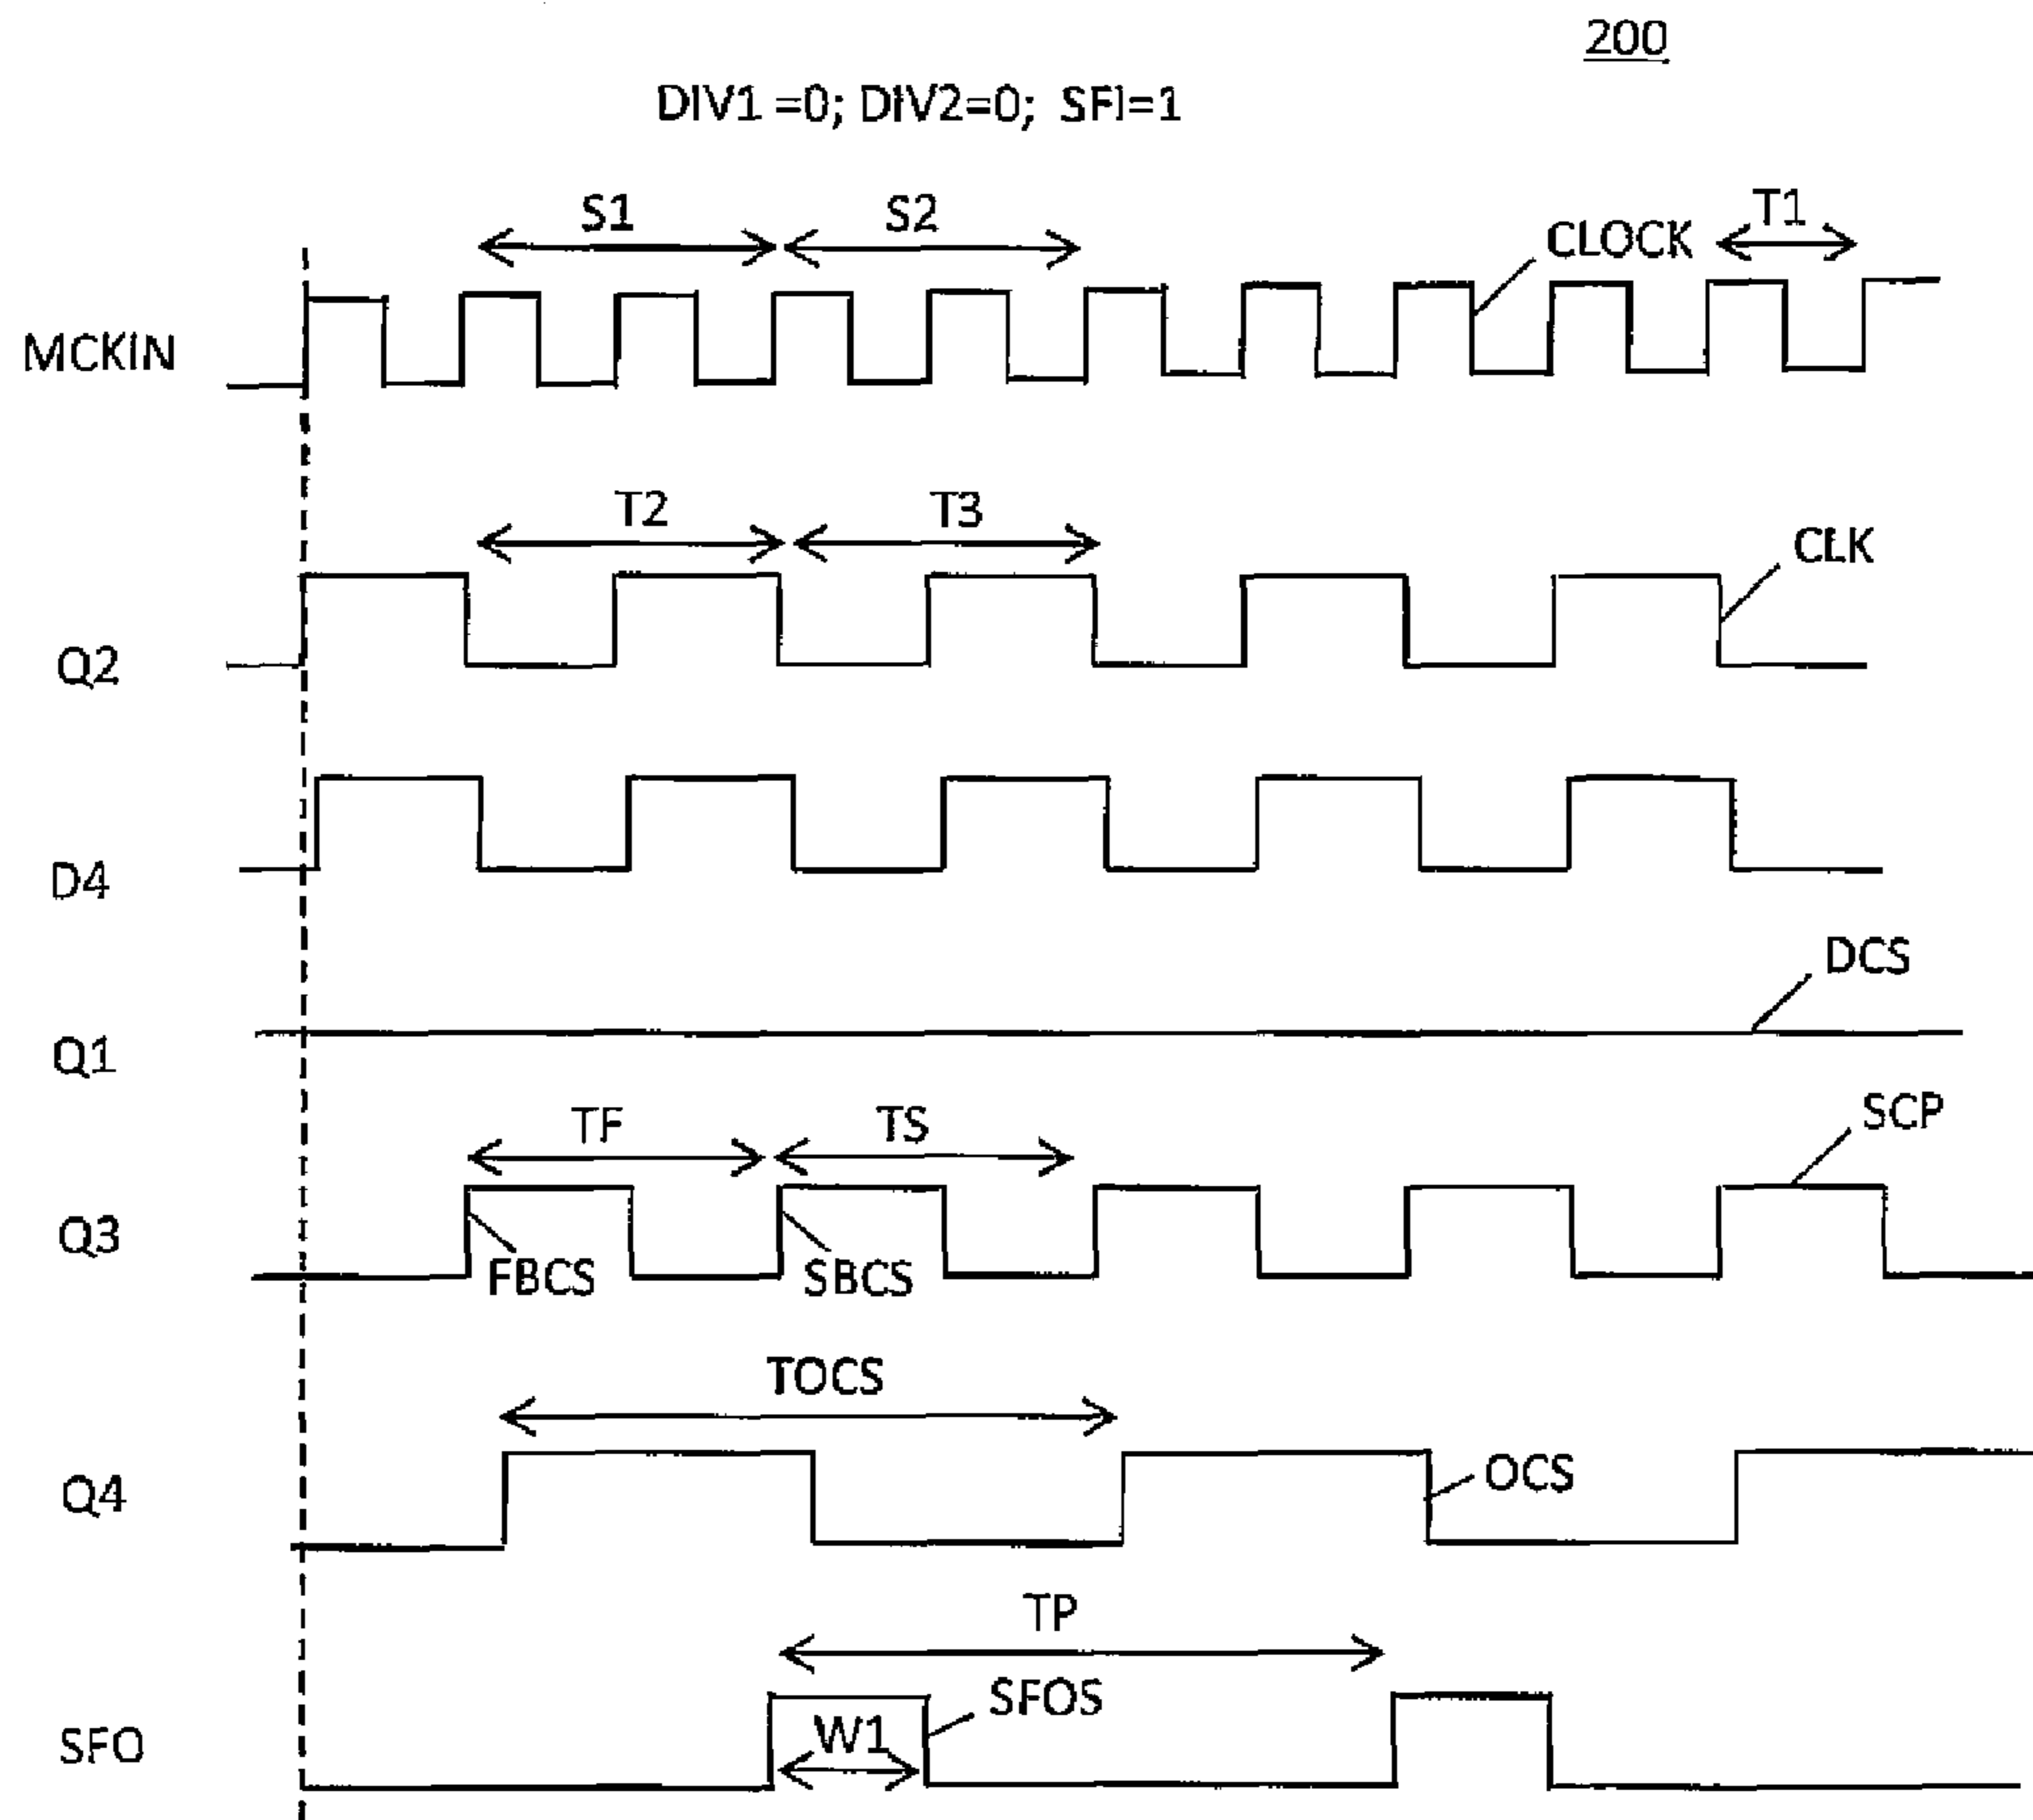 200
DIV1 =0; DIV2=0; SFI=1
S1 S2 CLOCK T1
MCKIN
T2 T3 CLK
Q2
D4
DCS
Q1
TF TS SCP
Q3
FBCS SBCS
TOCS
Q4 OCS
TP
SFOS
SFO W1